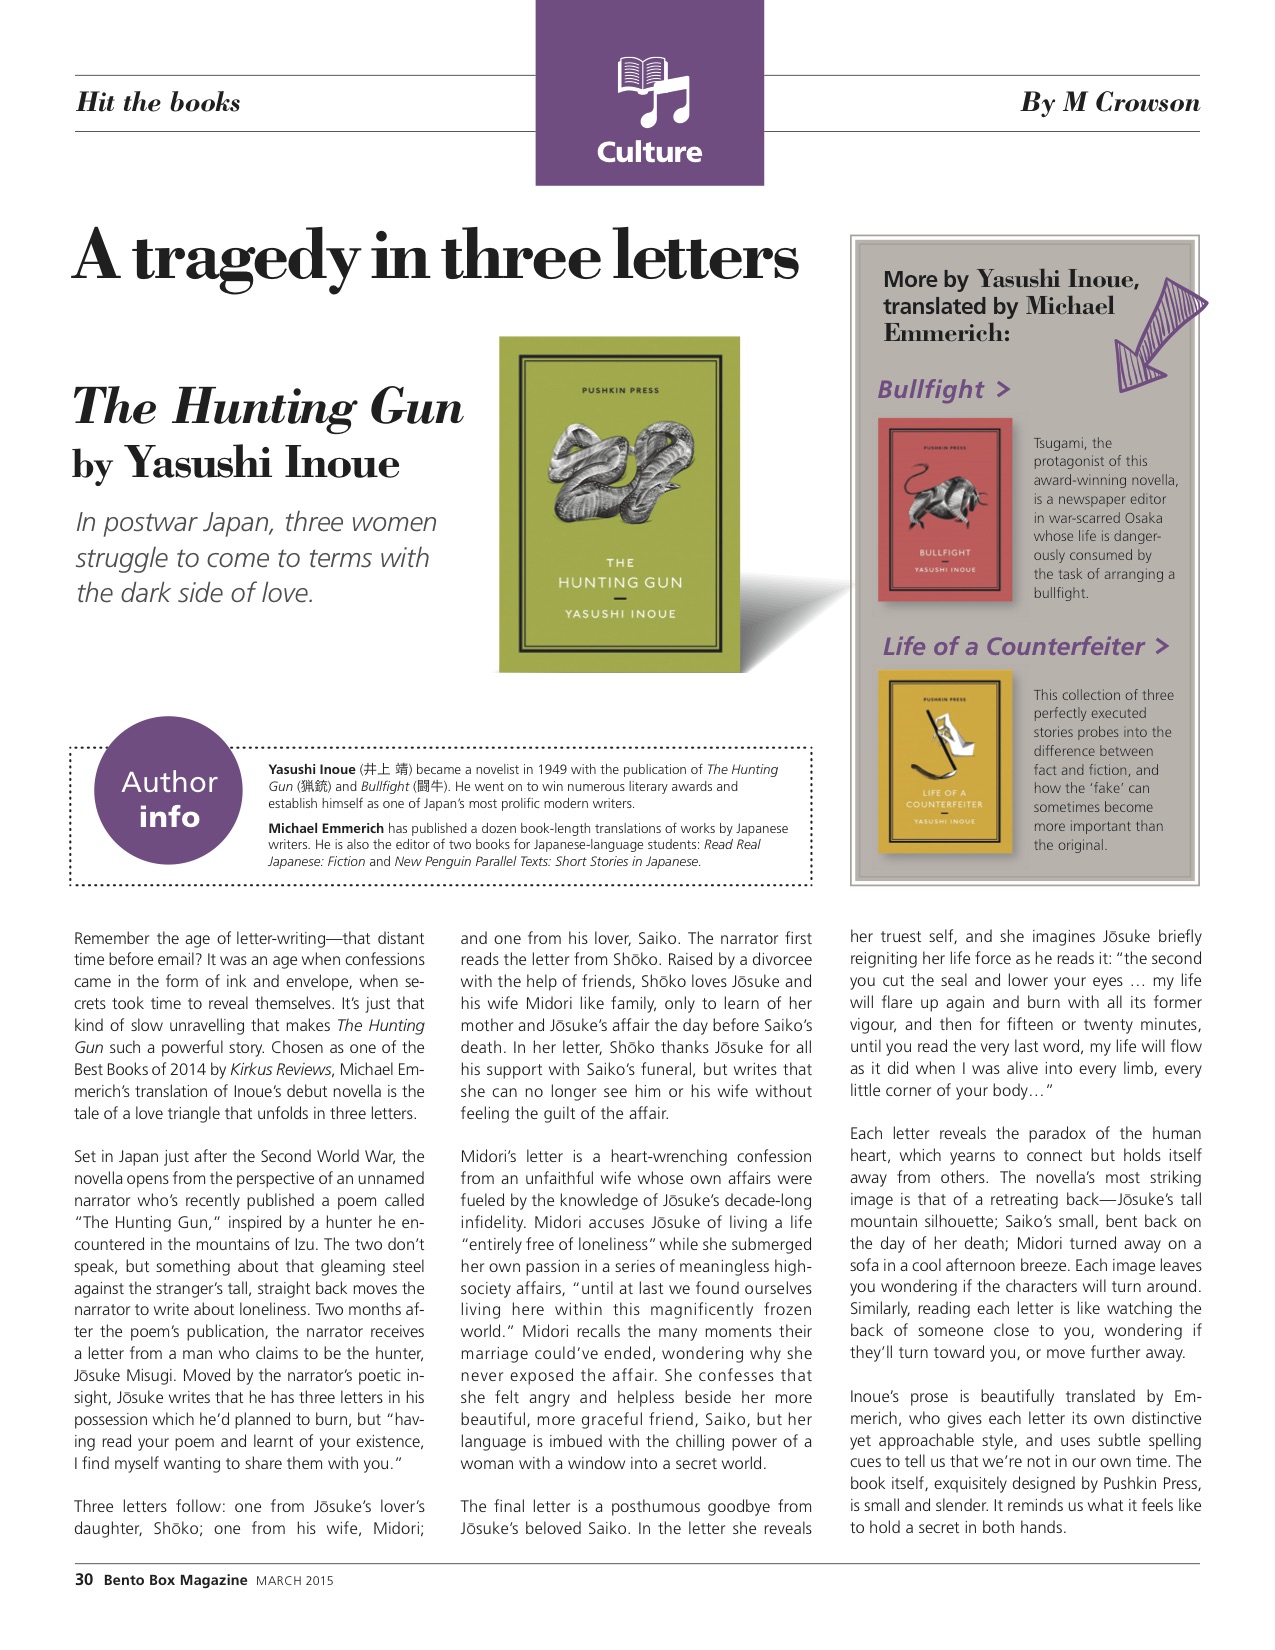 Hit the books
Culture
By M Crowson
A tragedy in three letters
The Hunting Gun
by Yasushi Inoue
In postwar Japan, three women
struggle to come to terms with
the dark side of love.
PUSHKIN PRESS
THE
HUNTING GUN
YASUSHI INOUE
More by Yasushi Inoue,
translated by Michael
Emmerich:
Bullfight >
PUSHKIN PRESS
BULLFIGHT
YASUSHI INOUE
Tsugami, the
protagonist of this
award-winning novella,
is a newspaper editor
in war-scarred Osaka
whose life is danger-
ously consumed by
the task of arranging a
bullfight.
Life of a Counterfeiter >
PUSHKIN PRESS
LIFE OF A
COUNTERFEITER
YASUSHI INOUE
This collection of three
perfectly executed
stories probes into the
difference between
fact and fiction, and
how the ‘fake’ can
sometimes become
more important than
the original.
Author
info
Yasushi Inoue (井上 靖) became a novelist in 1949 with the publication of The Hunting
Gun (猟銃) and Bullfight (闘牛). He went on to win numerous literary awards and
establish himself as one of Japan’s most prolific modern writers.
Michael Emmerich has published a dozen book-length translations of works by Japanese
writers. He is also the editor of two books for Japanese-language students: Read Real
Japanese: Fiction and New Penguin Parallel Texts: Short Stories in Japanese.
Remember the age of letter-writing—that distant
time before email? It was an age when confessions
came in the form of ink and envelope, when se-
crets took time to reveal themselves. It’s just that
kind of slow unravelling that makes The Hunting
Gun such a powerful story. Chosen as one of the
Best Books of 2014 by Kirkus Reviews, Michael Em-
merich’s translation of Inoue’s debut novella is the
tale of a love triangle that unfolds in three letters.
Set in Japan just after the Second World War, the
novella opens from the perspective of an unnamed
narrator who’s recently published a poem called
“The Hunting Gun,” inspired by a hunter he en-
countered in the mountains of Izu. The two don’t
speak, but something about that gleaming steel
against the stranger’s tall, straight back moves the
narrator to write about loneliness. Two months af-
ter the poem’s publication, the narrator receives
a letter from a man who claims to be the hunter,
Jōsuke Misugi. Moved by the narrator’s poetic in-
sight, Jōsuke writes that he has three letters in his
possession which he’d planned to burn, but “hav-
ing read your poem and learnt of your existence,
I find myself wanting to share them with you.”
Three letters follow: one from Jōsuke’s lover’s
daughter, Shōko; one from his wife, Midori;
and one from his lover, Saiko. The narrator first
reads the letter from Shōko. Raised by a divorcee
with the help of friends, Shōko loves Jōsuke and
his wife Midori like family, only to learn of her
mother and Jōsuke’s affair the day before Saiko’s
death. In her letter, Shōko thanks Jōsuke for all
his support with Saiko’s funeral, but writes that
she can no longer see him or his wife without
feeling the guilt of the affair.
Midori’s letter is a heart-wrenching confession
from an unfaithful wife whose own affairs were
fueled by the knowledge of Jōsuke’s decade-long
infidelity. Midori accuses Jōsuke of living a life
“entirely free of loneliness” while she submerged
her own passion in a series of meaningless high-
society affairs, “until at last we found ourselves
living here within this magnificently frozen
world.” Midori recalls the many moments their
marriage could’ve ended, wondering why she
never exposed the affair. She confesses that
she felt angry and helpless beside her more
beautiful, more graceful friend, Saiko, but her
language is imbued with the chilling power of a
woman with a window into a secret world.
The final letter is a posthumous goodbye from
Jōsuke’s beloved Saiko. In the letter she reveals
her truest self, and she imagines Jōsuke briefly
reigniting her life force as he reads it: “the second
you cut the seal and lower your eyes … my life
will flare up again and burn with all its former
vigour, and then for fifteen or twenty minutes,
until you read the very last word, my life will flow
as it did when I was alive into every limb, every
little corner of your body…”
Each letter reveals the paradox of the human
heart, which yearns to connect but holds itself
away from others. The novella’s most striking
image is that of a retreating back—Jōsuke’s tall
mountain silhouette; Saiko’s small, bent back on
the day of her death; Midori turned away on a
sofa in a cool afternoon breeze. Each image leaves
you wondering if the characters will turn around.
Similarly, reading each letter is like watching the
back of someone close to you, wondering if
they’ll turn toward you, or move further away.
Inoue’s prose is beautifully translated by Em-
merich, who gives each letter its own distinctive
yet approachable style, and uses subtle spelling
cues to tell us that we’re not in our own time. The
book itself, exquisitely designed by Pushkin Press,
is small and slender. It reminds us what it feels like
to hold a secret in both hands.
30 Bento Box Magazine MARCH 2015